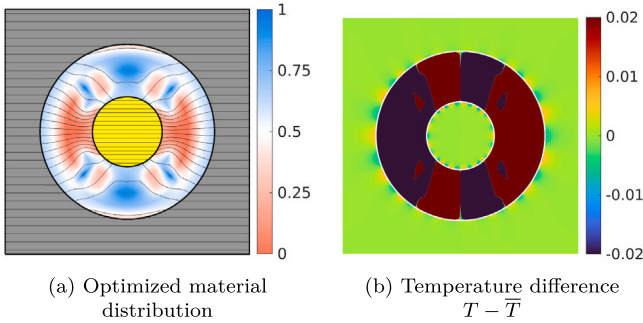 1
0.75
0.5
0.25
0
0.02
0.01
0
-0.01
-0.02
(a) Optimized material
distribution
(b) Temperature difference
T − T̅